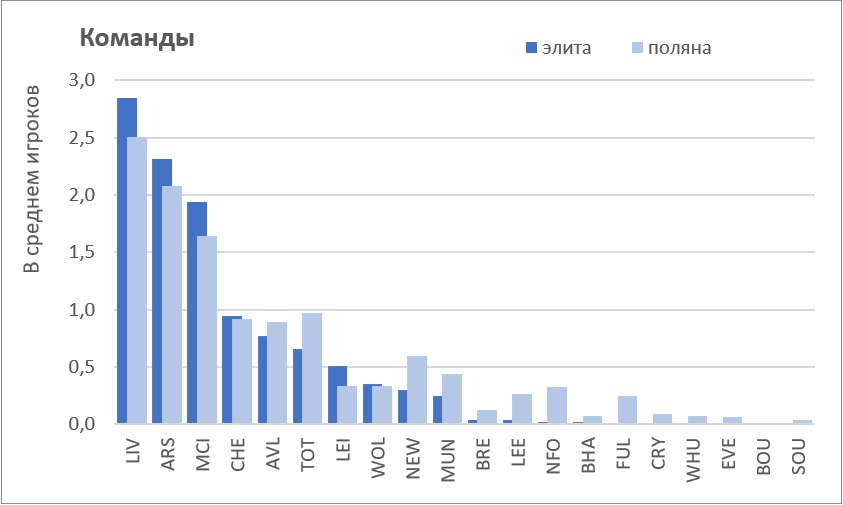 Команды
элита
поляна
В среднем игроков
3,0
2,5
2,0
1,5
1,0
0,5
0,0
LIV
ARS
MCI
CHE
AVL
TOT
LEI
WOL
NEW
MUN
BRE
LEE
NFO
BHA
FUL
CRY
WHU
EVE
BOU
SOU